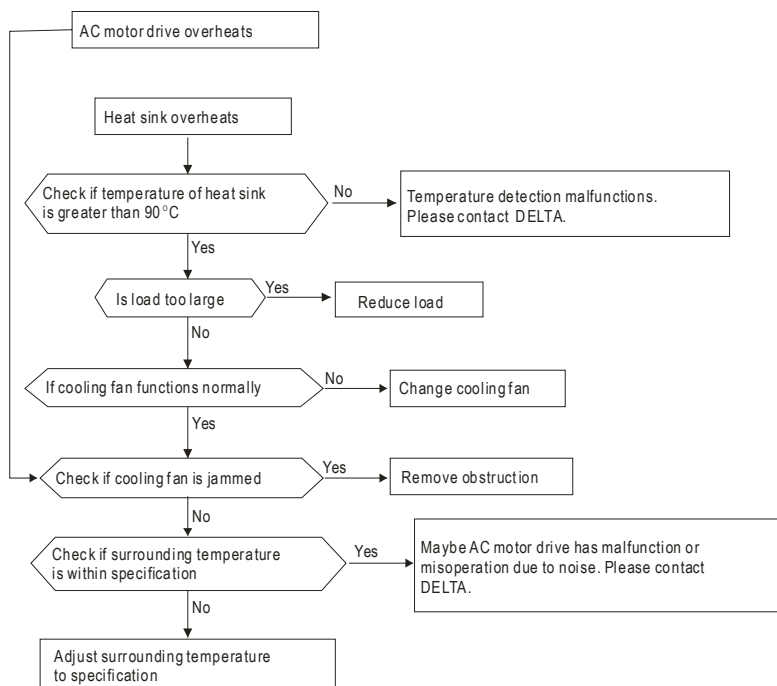 AC motor drive overheats
Heat sink overheats
Check if temperature of heat sink
is greater than 90°C
No
Temperature detection malfunctions.
Please contact DELTA.
Yes
Is load too large
Yes
Reduce load
No
If cooling fan functions normally
No
Change cooling fan
Yes
Check if cooling fan is jammed
Yes
Remove obstruction
No
Check if surrounding temperature
is within specification
Yes
Maybe AC motor drive has malfunction or
misoperation due to noise. Please contact
DELTA.
No
Adjust surrounding temperature
to specification